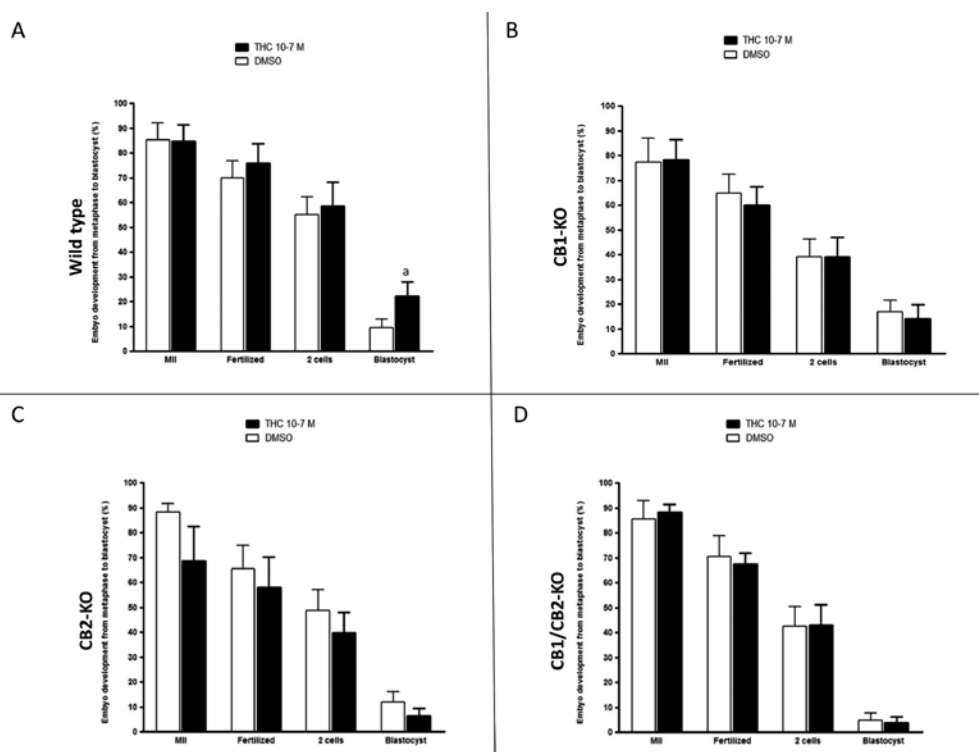 A
THC 10-7 M
DMSO
Wild type
Embyo development from metaphase to blastocyst (%)
100
90
80
70
60
50
40
30
20
10
0
a
MII
Fertilized
2 cells
Blastocyst
B
THC 10-7 M
DMSO
CB1-KO
Embyo development from metaphase to blastocyst (%)
100
90
80
70
60
50
40
30
20
10
0
MII
Fertilized
2 cells
Blastocyst
C
THC 10-7 M
DMSO
CB2-KO
Embyo development from metaphase to blastocyst (%)
100
90
80
70
60
50
40
30
20
10
0
MII
Fertilized
2 cells
Blastocyst
D
THC 10-7 M
DMSO
CB1/CB2-KO
Embyo development from metaphase to blastocyst (%)
100
90
80
70
60
50
40
30
20
10
0
MII
Fertilized
2 cells
Blastocyst